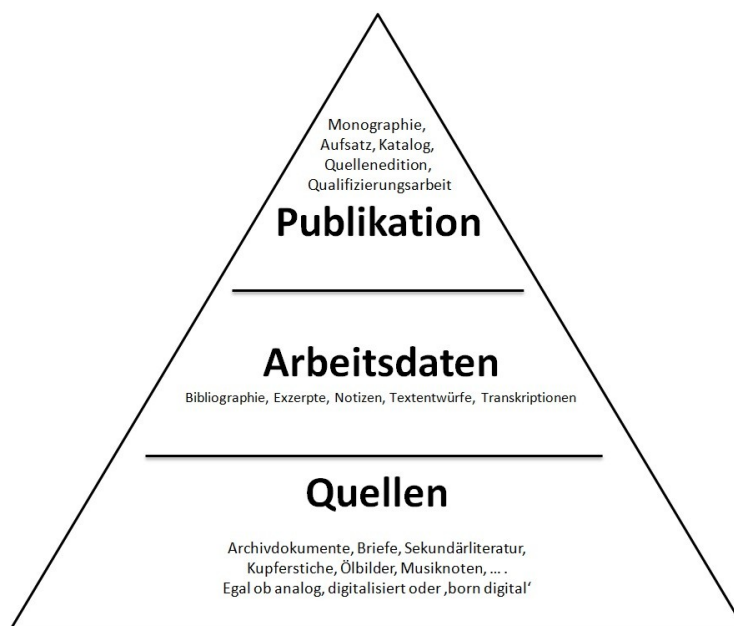 Monographie,
Aufsatz, Katalog,
Quellenedition,
Qualifizierungsarbeit
Publikation
Arbeitsdaten
Bibliographie, Exzerpte, Notizen, Textentwürfe, Transkriptionen
Quellen
Archivdokumente, Briefe, Sekundärliteratur,
Kupferstiche, Ölbilder, Musiknoten, ... .
Egal ob analog, digitalisiert oder ‚born digital‘